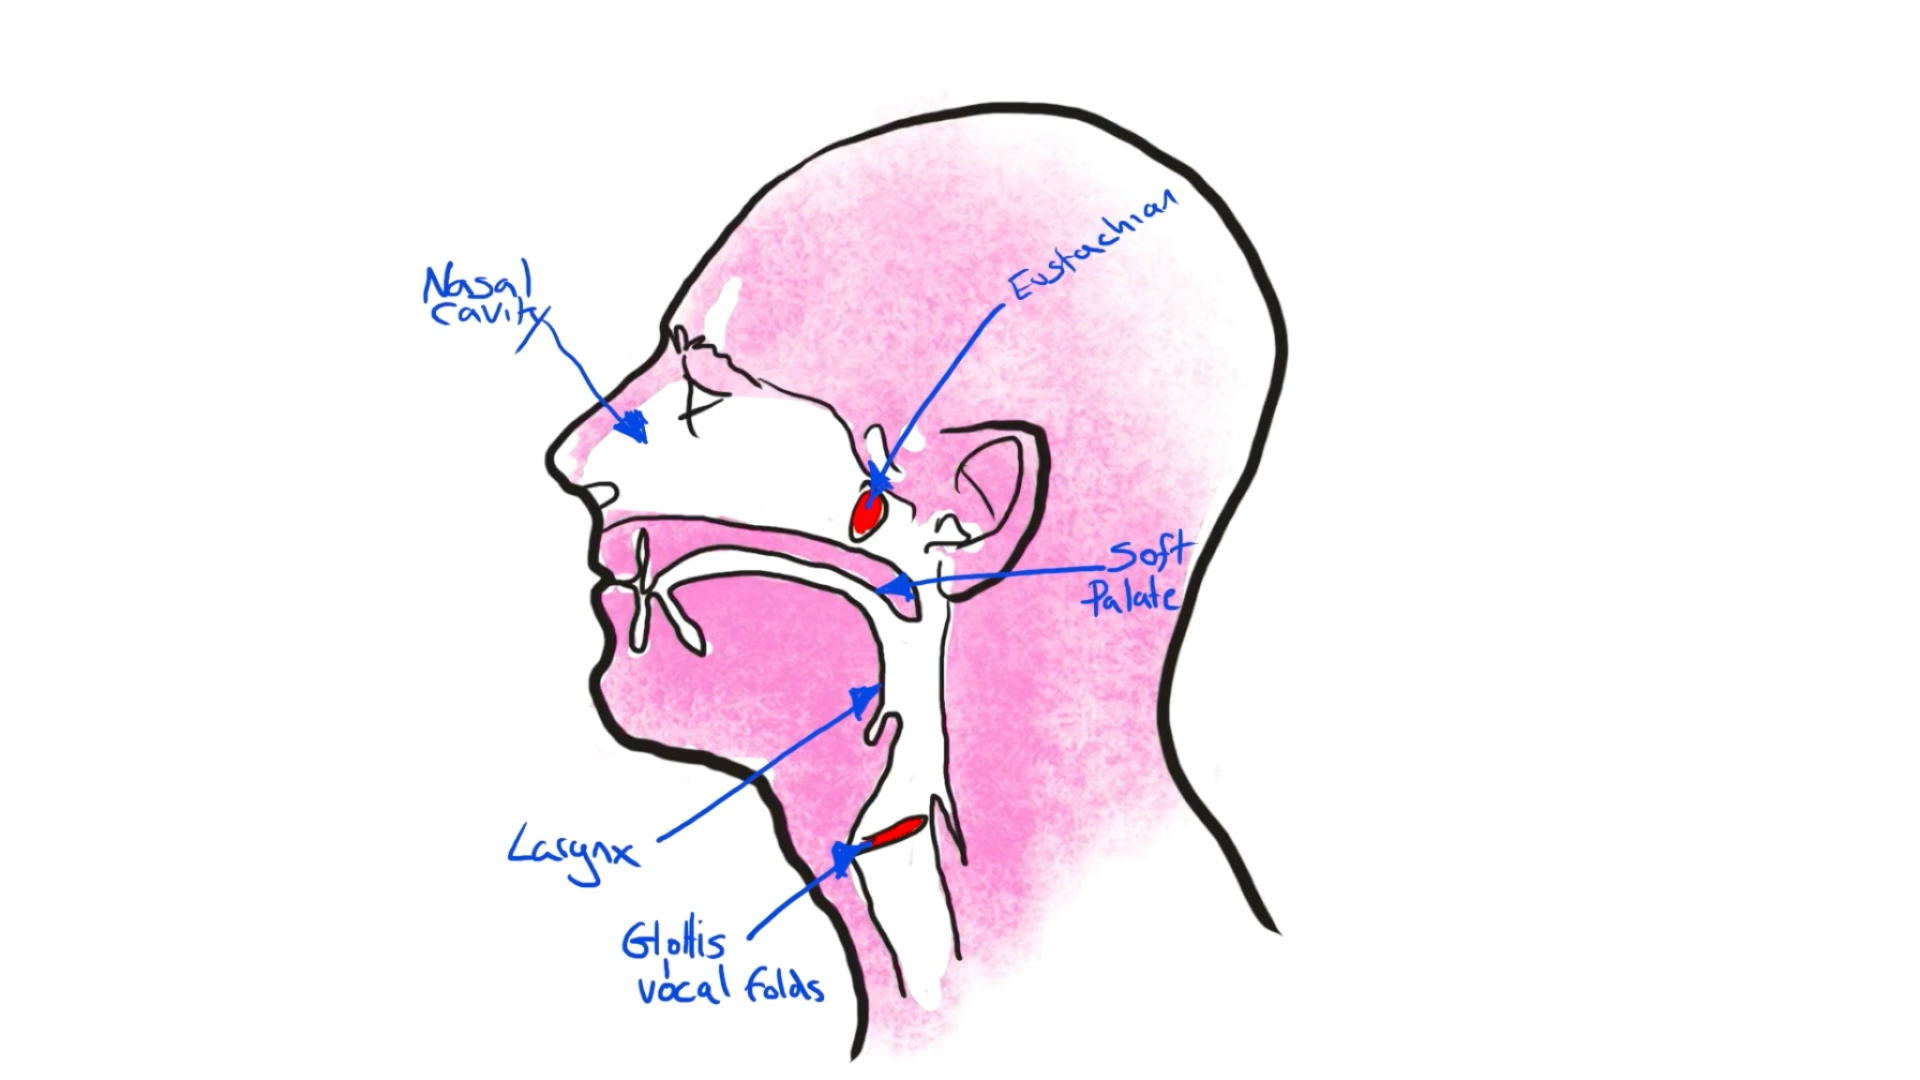 Nasal
cavity
Eustachian
Soft
Palate
Larynx
Glottis
vocal folds